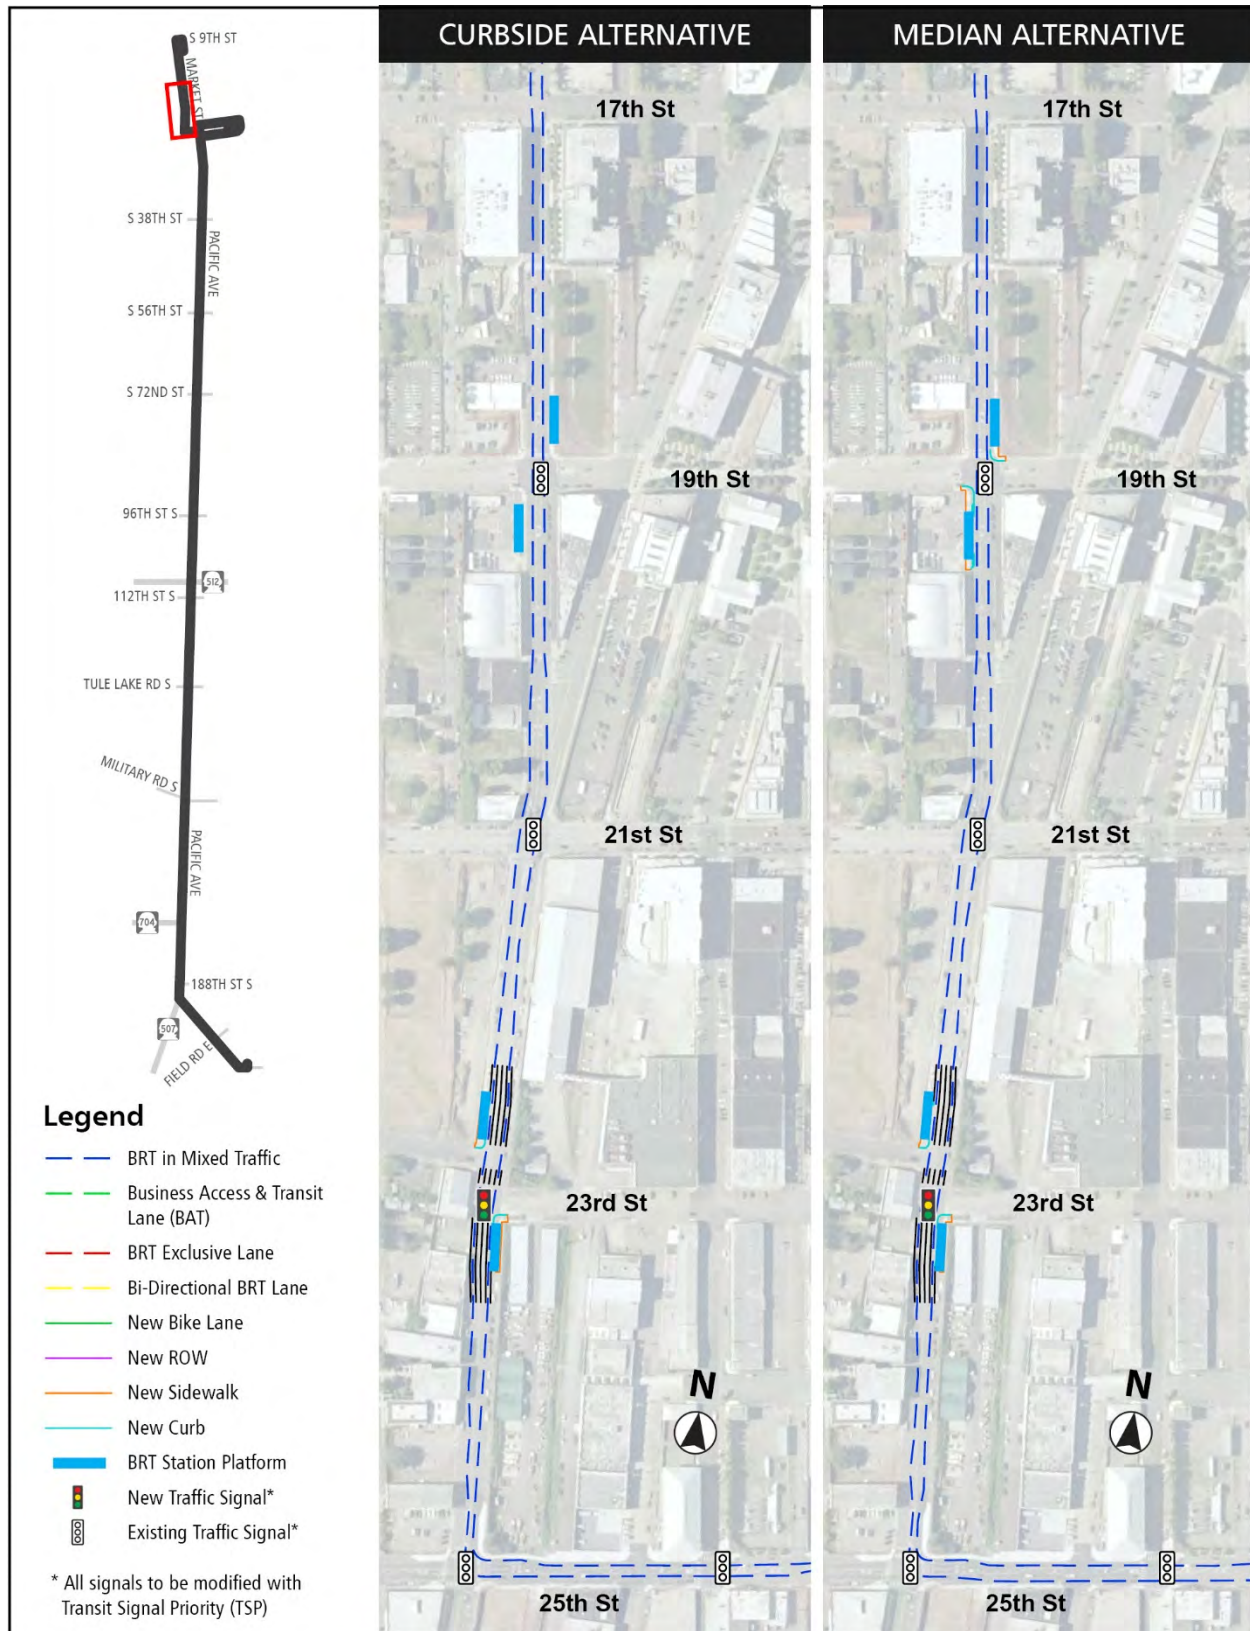 CURBSIDE ALTERNATIVE
MEDIAN ALTERNATIVE
S 9TH ST
MARKET ST
S 38TH ST
PACIFIC AVE
S 56TH ST
S 72ND ST
96TH ST S
512
112TH ST S
TULE LAKE RD S
MILITARY RD S
PACIFIC AVE
704
188TH ST S
507
FIELD RD E
Legend
BRT in Mixed Traffic
Business Access & Transit
Lane (BAT)
BRT Exclusive Lane
Bi-Directional BRT Lane
New Bike Lane
New ROW
New Sidewalk
New Curb
BRT Station Platform
New Traffic Signal*
Existing Traffic Signal*
* All signals to be modified with
Transit Signal Priority (TSP)
17th St
19th St
21st St
23rd St
N
25th St
17th St
19th St
21st St
23rd St
N
25th St